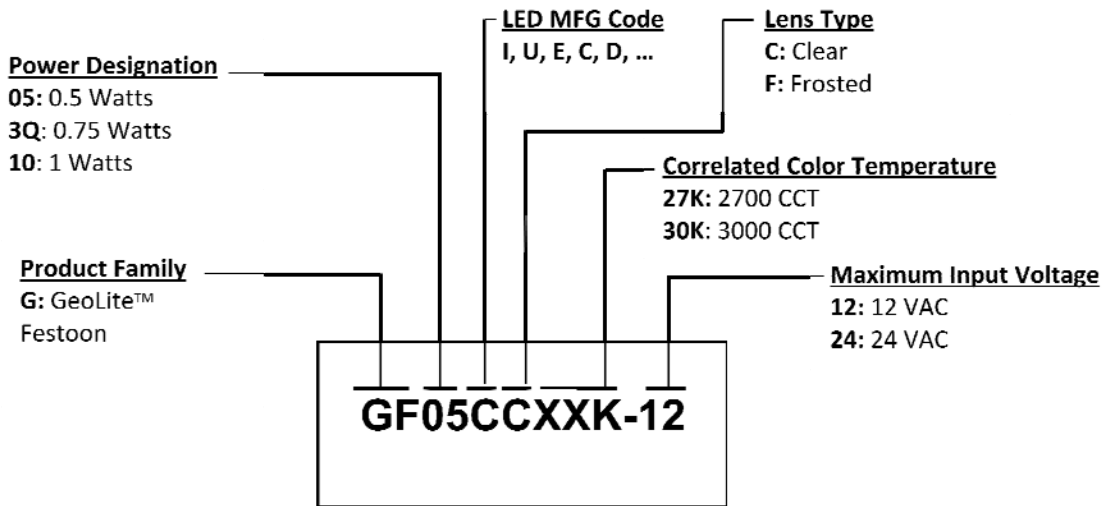 LED MFG Code
I, U, E, C, D, ...
Lens Type
C: Clear
F: Frosted
Power Designation
05: 0.5 Watts
3Q: 0.75 Watts
10: 1 Watts
Correlated Color Temperature
27K: 2700 CCT
30K: 3000 CCT
Product Family
G: GeoLite™
Festoon
Maximum Input Voltage
12: 12 VAC
24: 24 VAC
GF05CCXXK-12